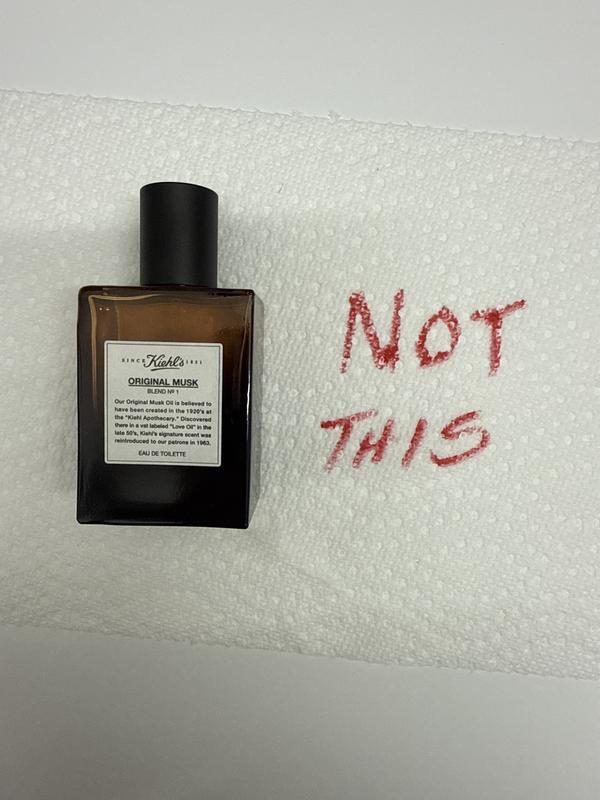 SINCE Kiehl's 1851
ORIGINAL MUSK
BLEND Nº 1
Our Original Musk Oil is believed to
have been created in the 1920's at
the "Kiehl Apothecary." Discovered
there in a vat labeled "Love Oil" in the
late 50's, Kiehl's signature scent was
reintroduced to our patrons in 1963.
EAU DE TOILETTE
NOT
THIS